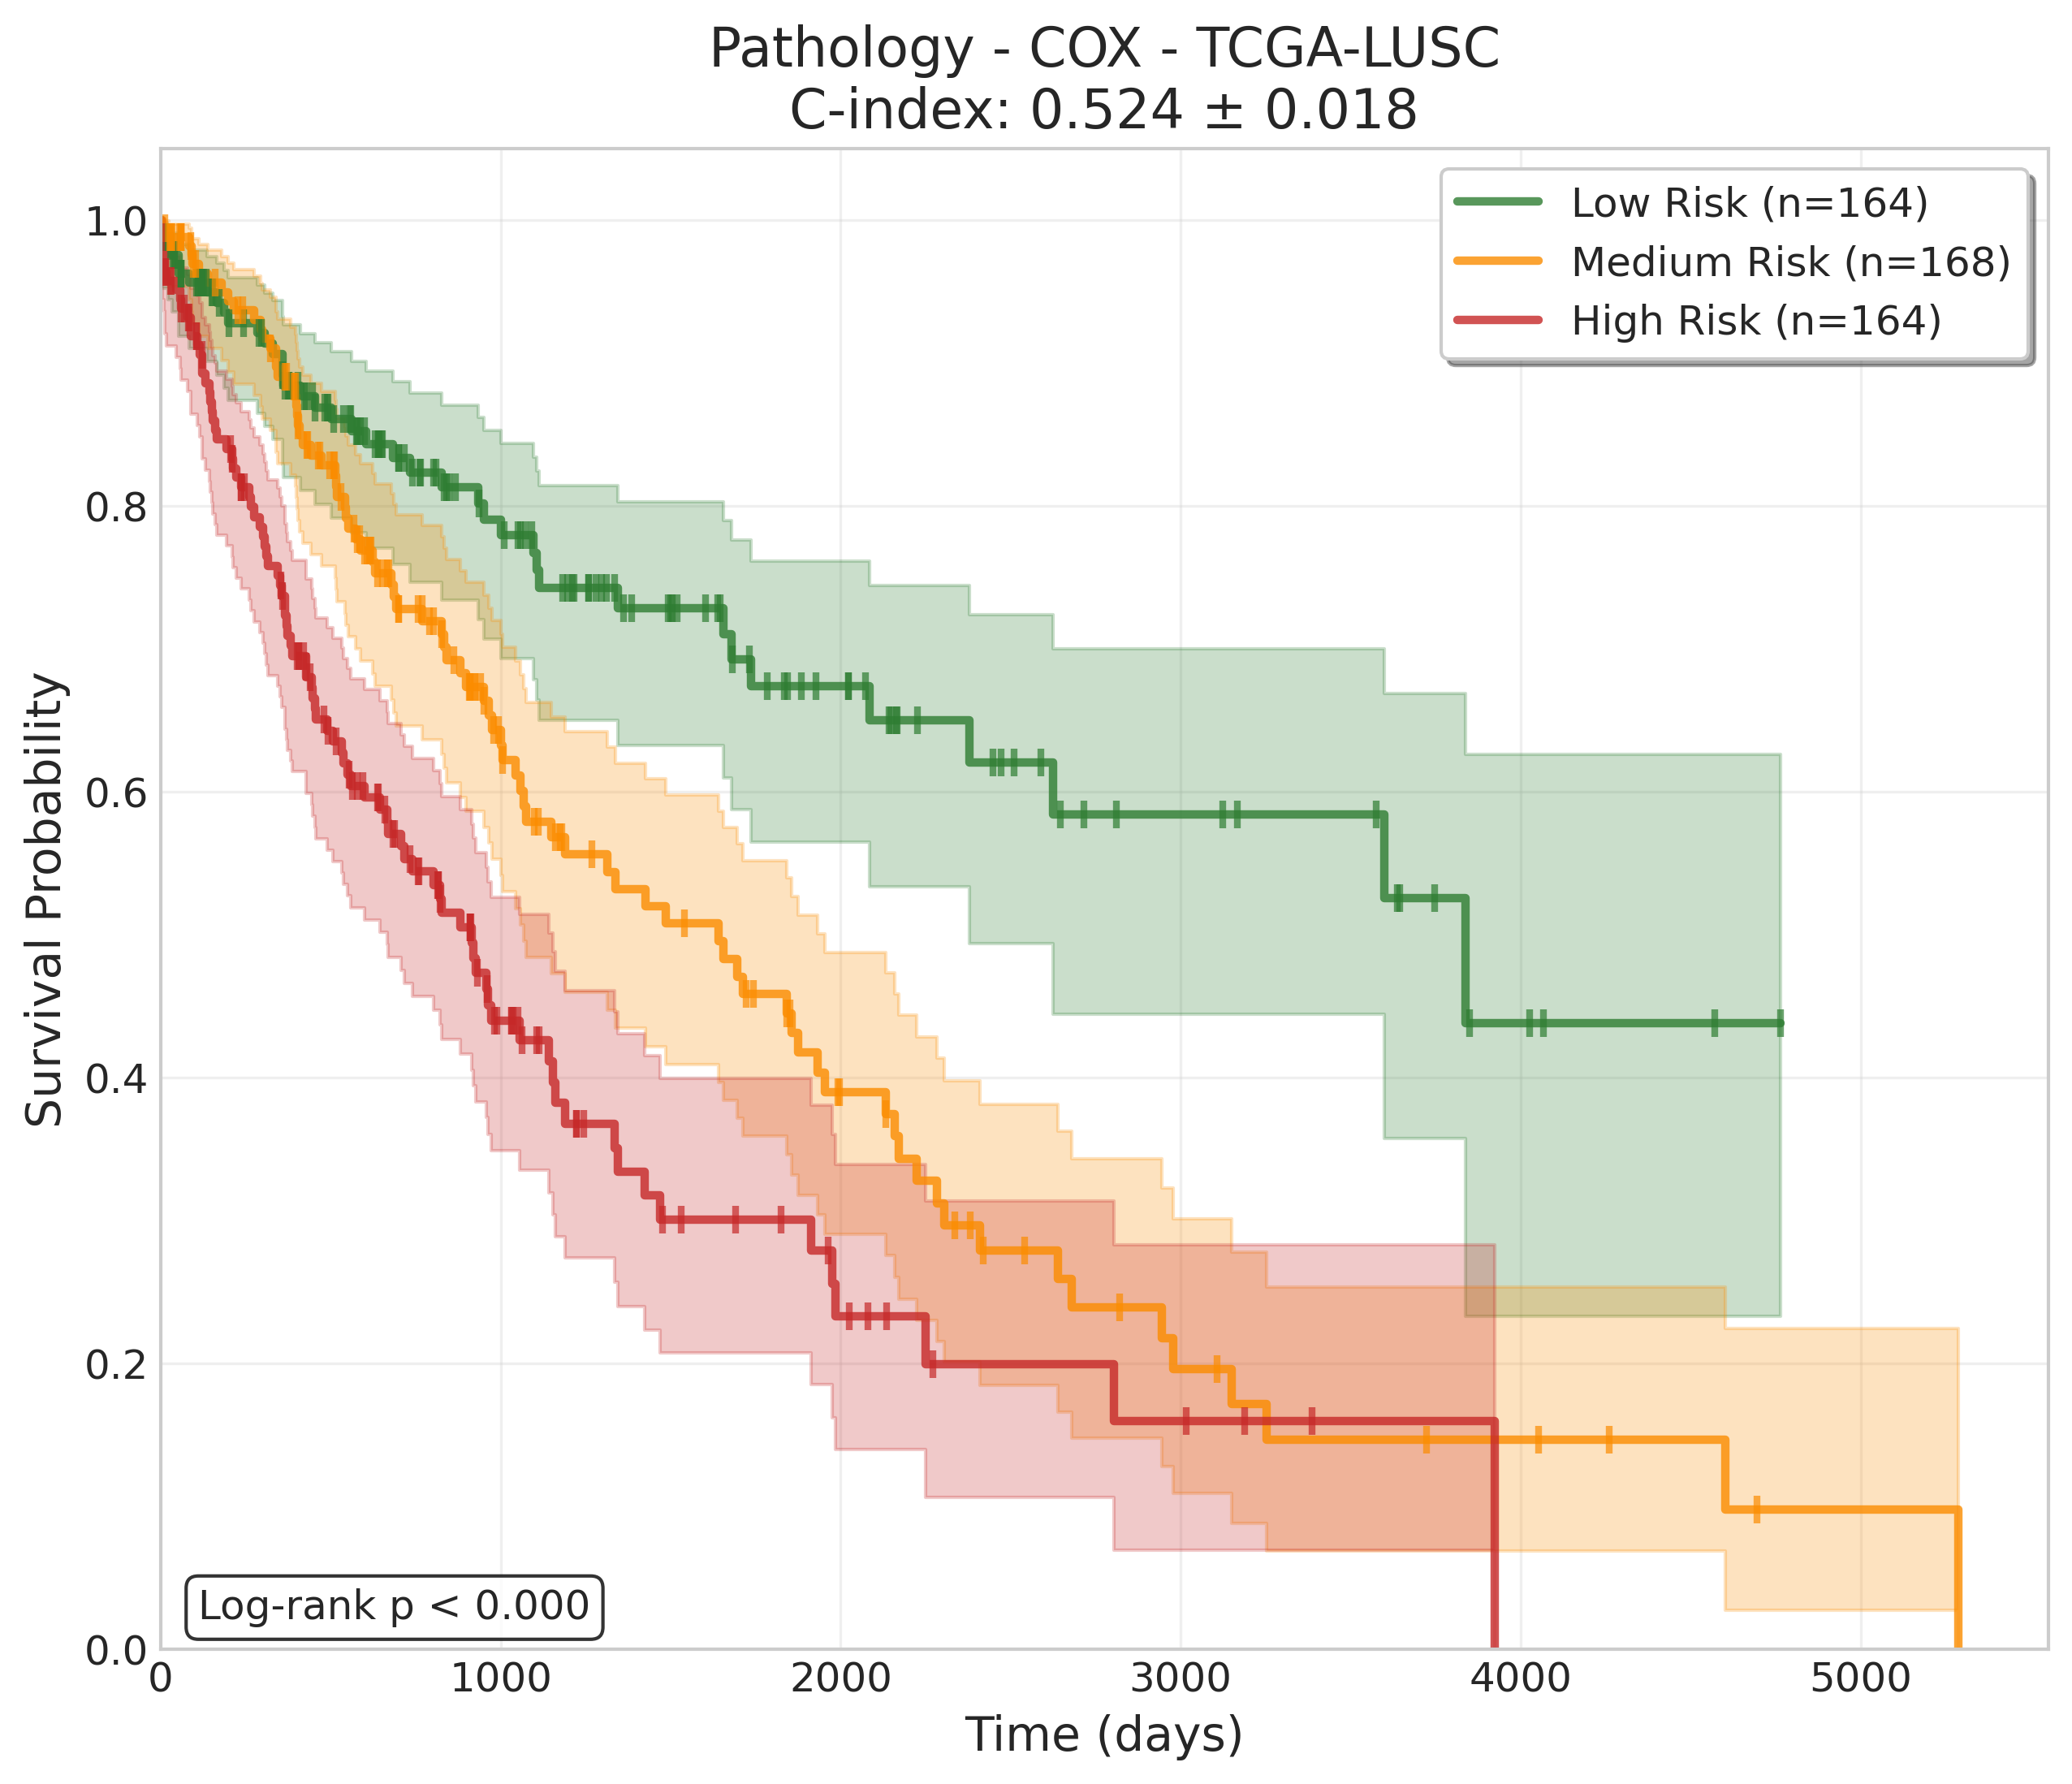 Pathology - COX - TCGA-LUSC
C-index: 0.524 ± 0.018
Low Risk (n=164)
Medium Risk (n=168)
High Risk (n=164)
Survival Probability
1.0
0.8
0.6
0.4
0.2
0.0
Log-rank p < 0.000
0 1000 2000 3000 4000 5000
Time (days)